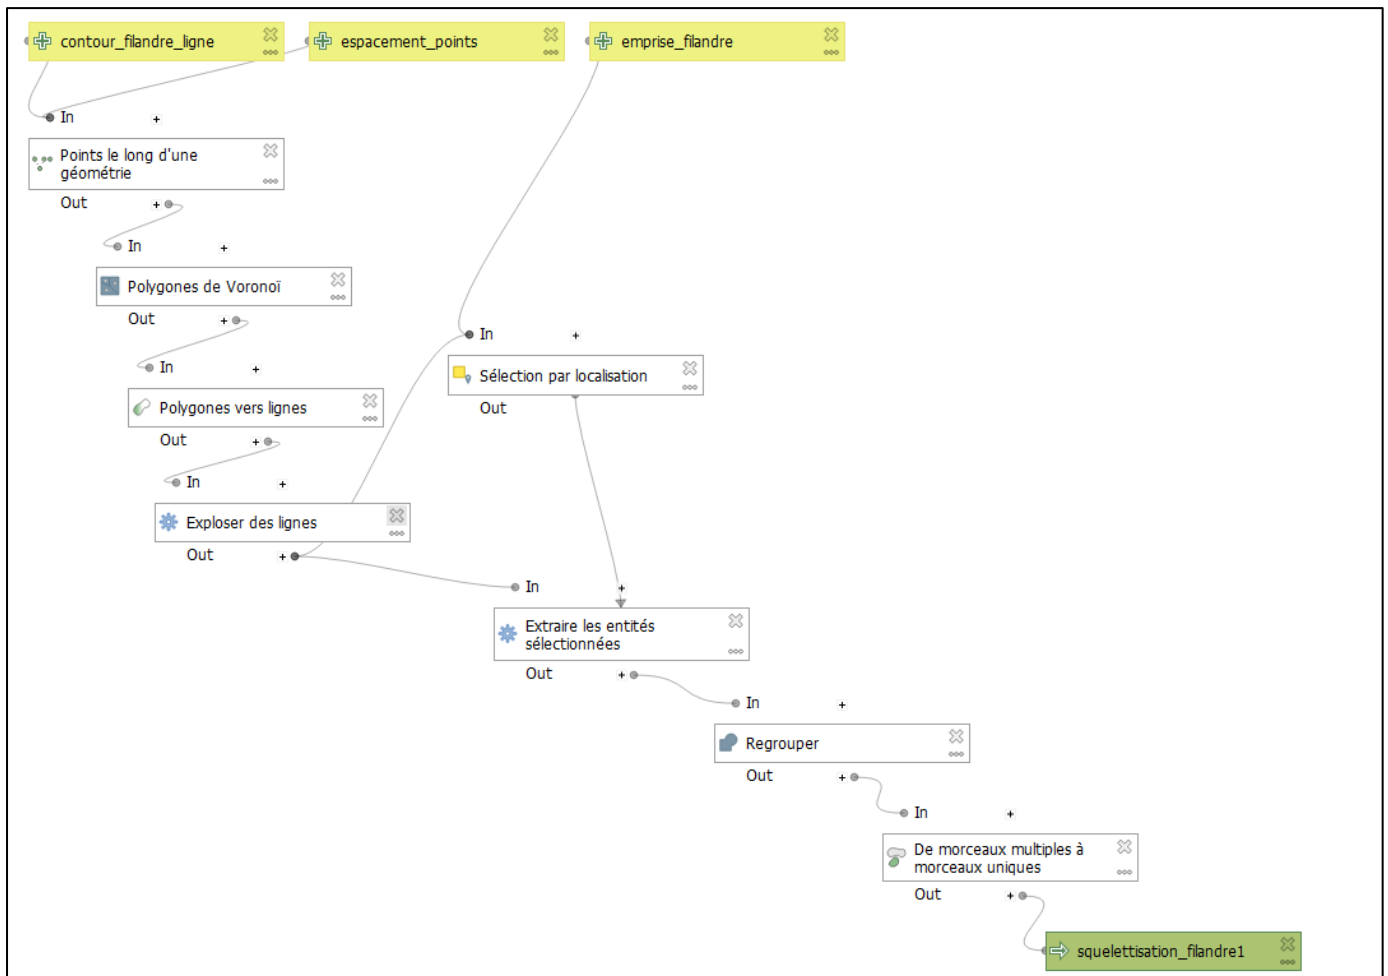 contour_filandre_ligne
espacement_points
emprise_filandre
In
Points le long d'une
géométrie
Out
In
Polygones de Voronoï
Out
In
Polygones vers lignes
Out
In
Exploser des lignes
Out
In
Sélection par localisation
Out
In
Extraire les entités
sélectionnées
Out
In
Regrouper
Out
In
De morceaux multiples à
morceaux uniques
Out
squelettisation_filandre1